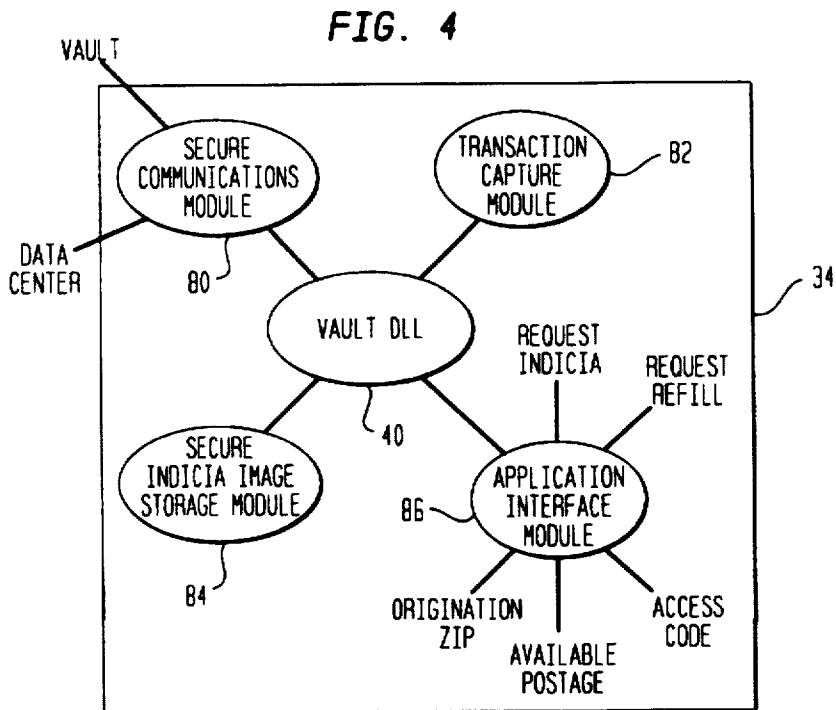 FIG. 4
VAULT
SECURE
COMMUNICATIONS
MODULE
80
DATA
CENTER
TRANSACTION
CAPTURE
MODULE
82
34
VAULT DLL
40
REQUEST
INDICIA
REQUEST
REFILL
SECURE
INDICIA IMAGE
STORAGE MODULE
84
APPLICATION
INTERFACE
MODULE
86
ORIGINATION
ZIP
AVAILABLE
POSTAGE
ACCESS
CODE